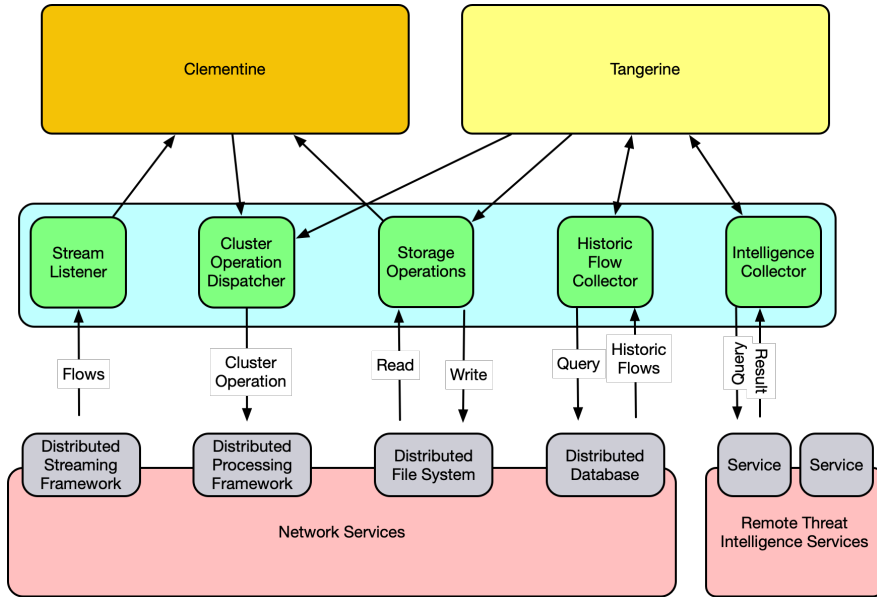 Clementine
Tangerine
Stream
Listener
Cluster
Operation
Dispatcher
Storage
Operations
Historic
Flow
Collector
Intelligence
Collector
Flows
Cluster
Operation
Read
Write
Query
Historic
Flows
Query
Result
Distributed
Streaming
Framework
Distributed
Processing
Framework
Distributed
File System
Distributed
Database
Service
Service
Network Services
Remote Threat
Intelligence Services